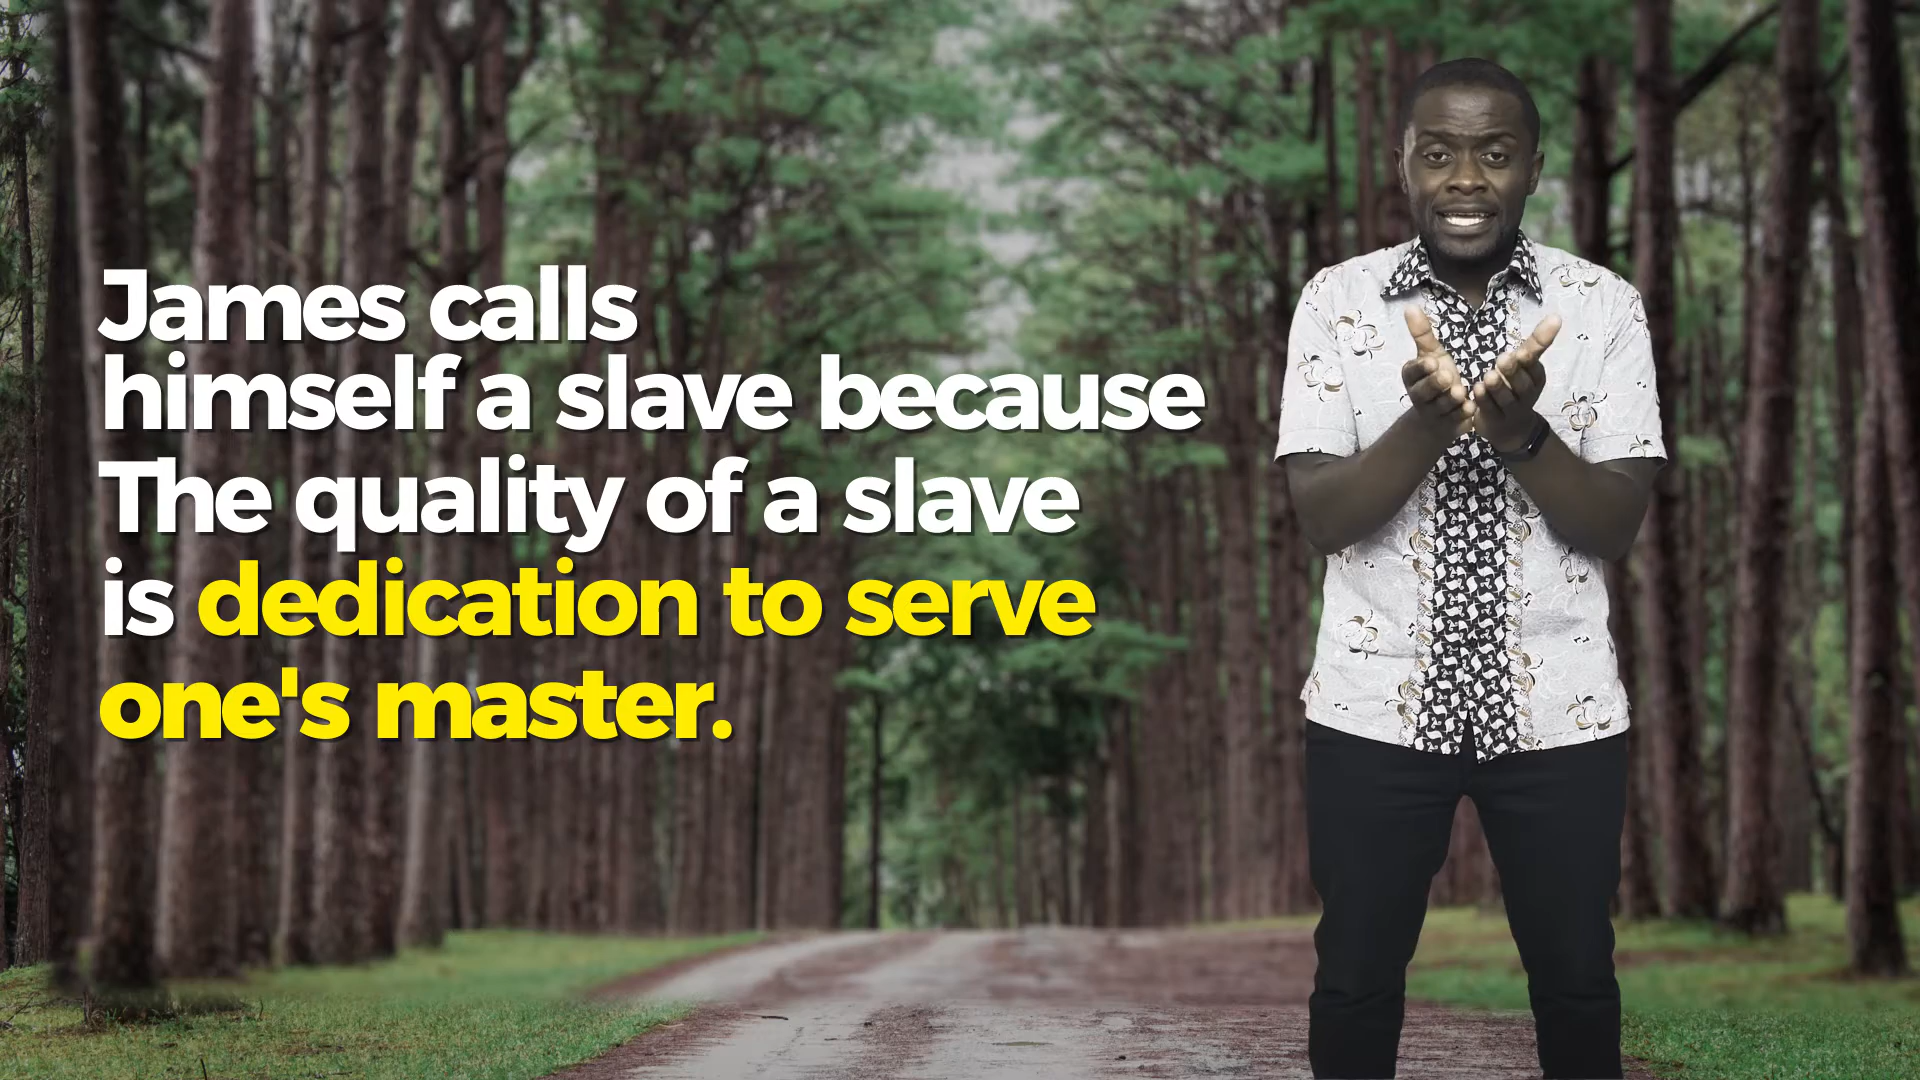 James calls
himself a slave because
The quality of a slave
is dedication to serve
one's master.